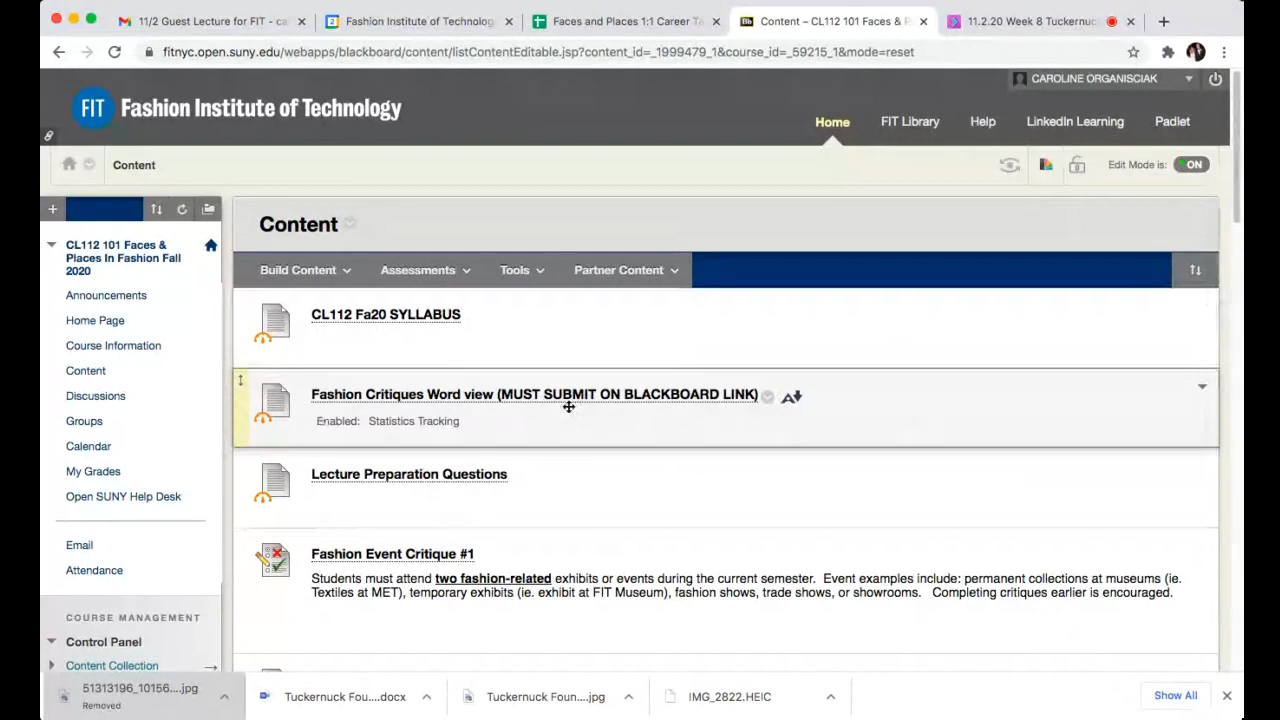 11/2 Guest Lecture for FIT - ca
Fashion Institute of Technolog
Faces and Places 1:1 Career Ta
Bb
Content – CL112 101 Faces & P
11.2.20 Week 8 Tuckernuck
fitnyc.open.suny.edu/webapps/blackboard/content/listContentEditable.jsp?content_id=_1999479_1&course_id=_59215_1&mode=reset
CAROLINE ORGANISCIAK
FIT
Fashion Institute of Technology
Home
FIT Library
Help
LinkedIn Learning
Padlet
Content
Edit Mode is:
ON
CL112 101 Faces &
Places In Fashion Fall
2020
Announcements
Home Page
Course Information
Content
Discussions
Groups
Calendar
My Grades
Open SUNY Help Desk
Email
Attendance
COURSE MANAGEMENT
Control Panel
Content Collection
Content
Build Content
Assessments
Tools
Partner Content
CL112 Fa20 SYLLABUS
Fashion Critiques Word view (MUST SUBMIT ON BLACKBOARD LINK)
Enabled: Statistics Tracking
Lecture Preparation Questions
Fashion Event Critique #1
Students must attend two fashion-related exhibits or events during the current semester. Event examples include: permanent collections at museums (ie.
Textiles at MET), temporary exhibits (ie. exhibit at FIT Museum), fashion shows, trade shows, or showrooms. Completing critiques earlier is encouraged.
51313196_10156....jpg
Removed
Tuckernuck Fou....docx
Tuckernuck Foun....jpg
IMG_2822.HEIC
Show All